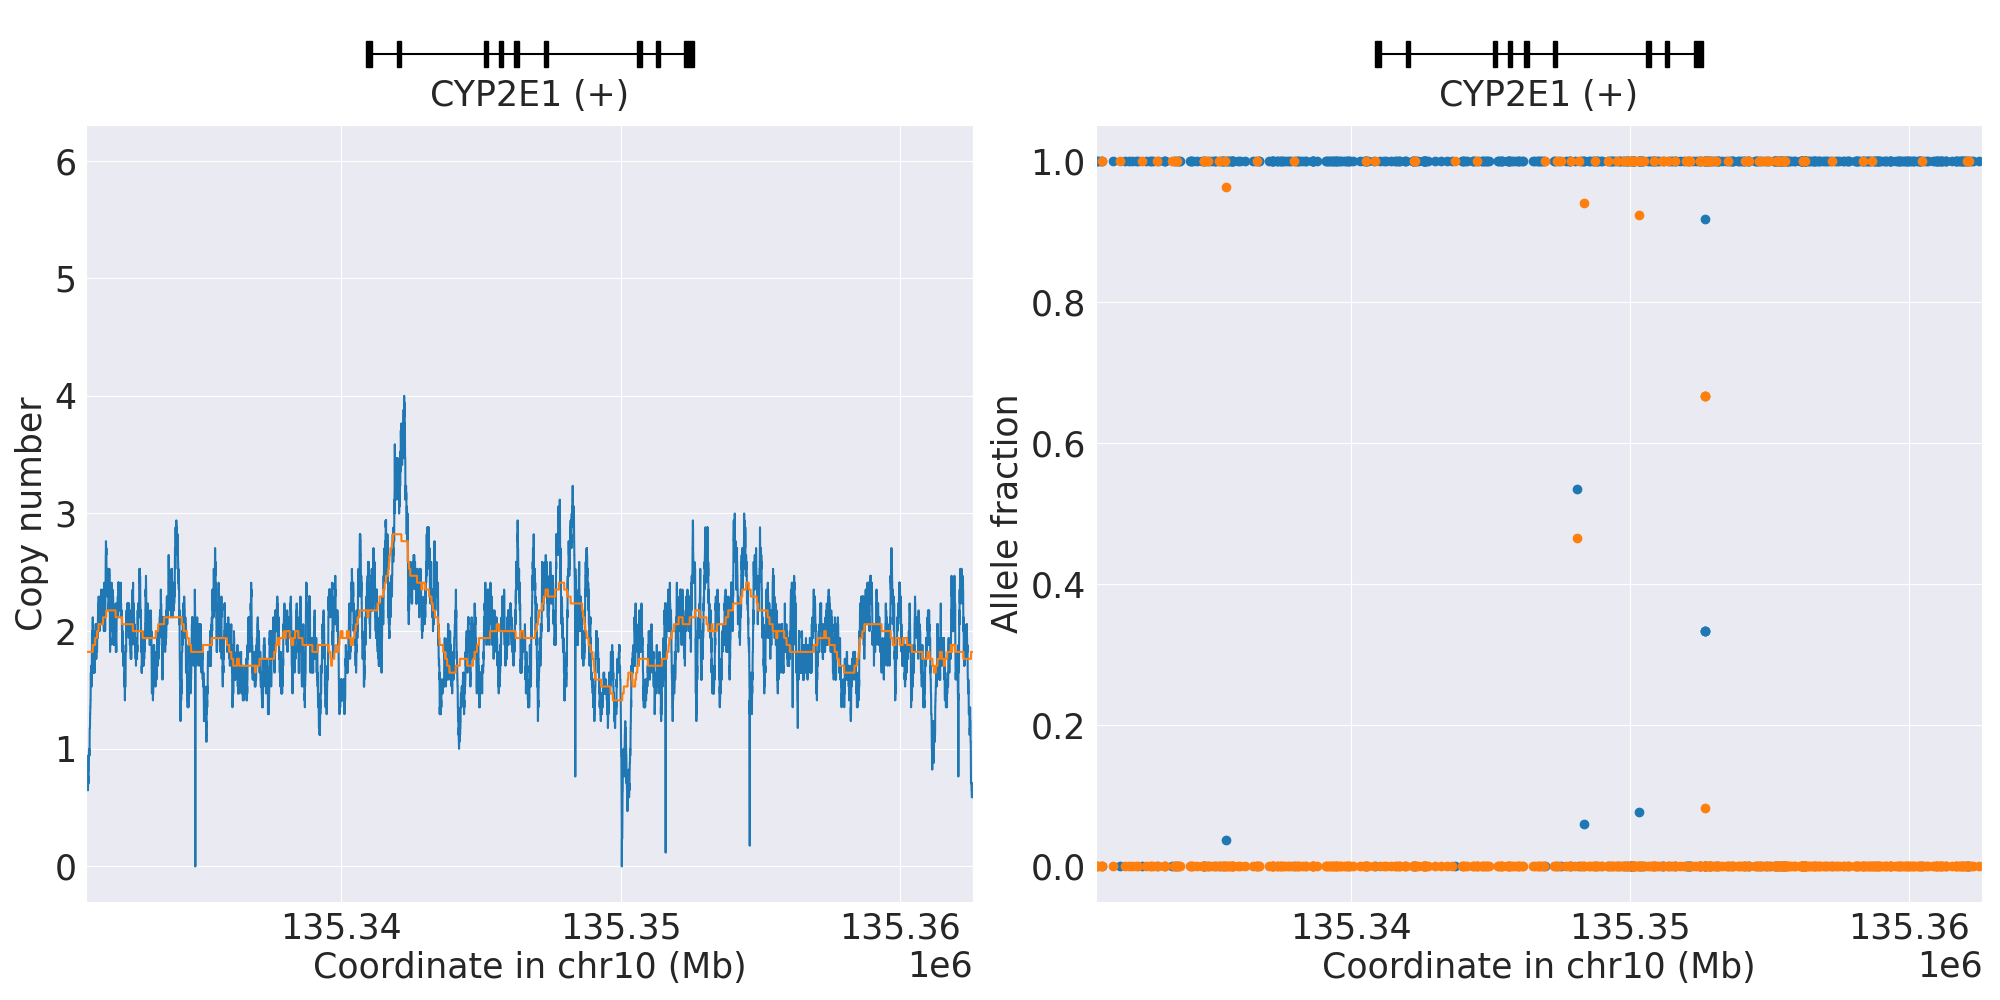 CYP2E1 (+)
6
5
4
3
2
1
0
Copy number
135.34 135.35 135.36
Coordinate in chr10 (Mb) 1e6
CYP2E1 (+)
1.0
0.8
0.6
0.4
0.2
0.0
Allele fraction
135.34 135.35 135.36
Coordinate in chr10 (Mb) 1e6